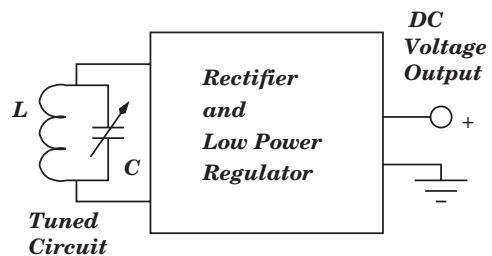 DC
Voltage
Output
Rectifier
and
Low Power
Regulator
L
C
+
Tuned
Circuit